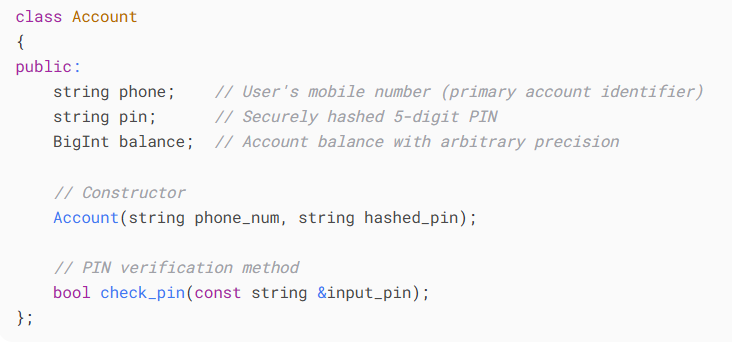 class Account
{
public:
    string phone;    // User's mobile number (primary account identifier)
    string pin;      // Securely hashed 5-digit PIN
    BigInt balance;  // Account balance with arbitrary precision

    // Constructor
    Account(string phone_num, string hashed_pin);

    // PIN verification method
    bool check_pin(const string &input_pin);
};